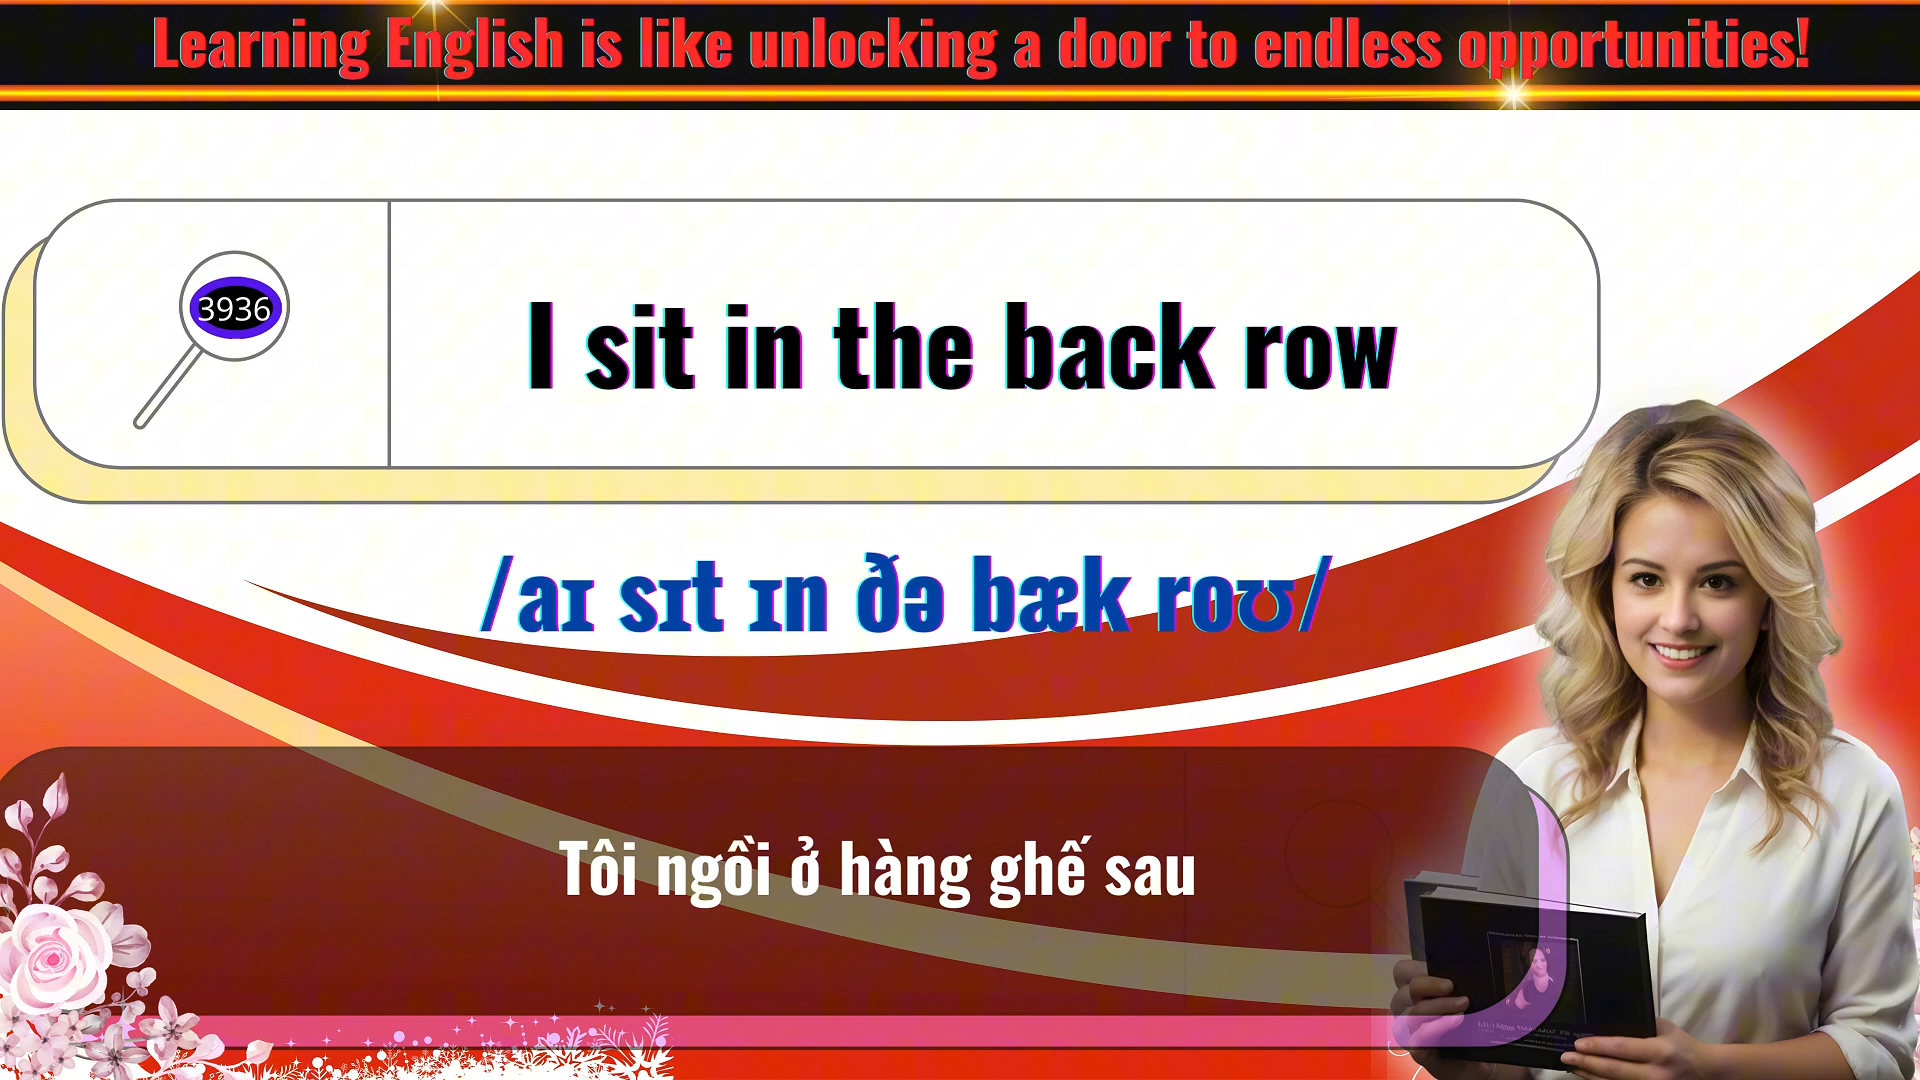 Learning English is like unlocking a door to endless opportunities!
3936
I sit in the back row
/aɪ sɪt ɪn ðə bæk roʊ/
Tôi ngồi ở hàng ghế sau